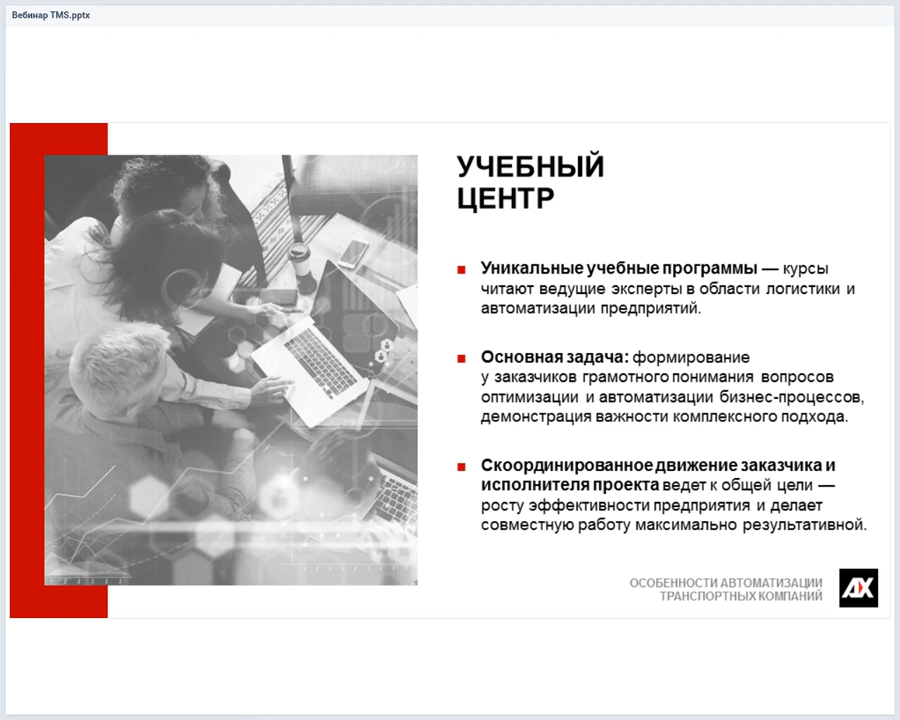 Вебинар TMS.pptx
УЧЕБНЫЙ
ЦЕНТР
Уникальные учебные программы — курсы
читают ведущие эксперты в области логистики и
автоматизации предприятий.
Основная задача: формирование
у заказчиков грамотного понимания вопросов
оптимизации и автоматизации бизнес-процессов,
демонстрация важности комплексного подхода.
Скоординированное движение заказчика и
исполнителя проекта ведет к общей цели —
росту эффективности предприятия и делает
совместную работу максимально результативной.
ОСОБЕННОСТИ АВТОМАТИЗАЦИИ
ТРАНСПОРТНЫХ КОМПАНИЙ
AX